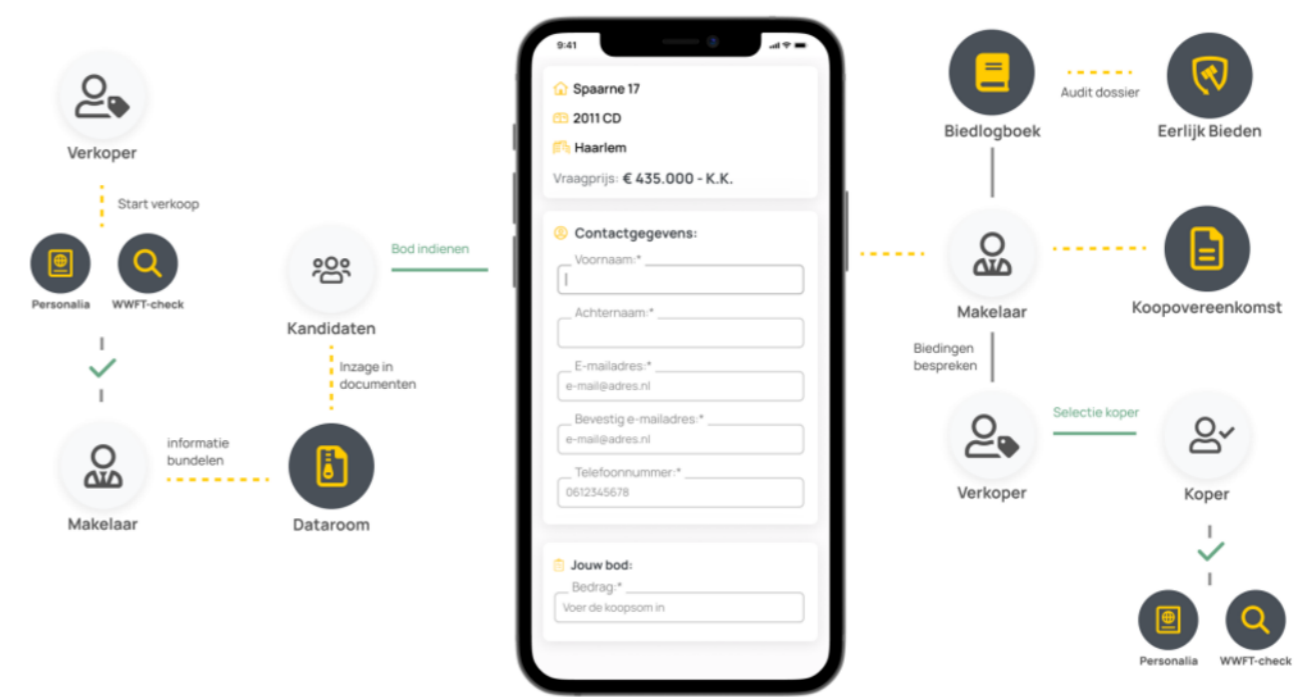 Verkoper
Start verkoop
Personalia
WWFT-check
Makelaar
informatie
bundelen
Dataroom
Inzage in
documenten
Kandidaten
Bod indienen
9:41
Spaarne 17
2011 CD
Haarlem
Vraagprijs: € 435.000 - K.K.
Contactgegevens:
Voornaam:*
Achternaam:*
E-mailadres:*
e-mail@adres.nl
Bevestig e-mailadres:*
e-mail@adres.nl
Telefoonnummer:*
0612345678
Jouw bod:
Bedrag:*
Voer de koopsom in
Biedlogboek
Audit dossier
Eerlijk Bieden
Makelaar
Koopovereenkomst
Biedingen
bespreken
Verkoper
Selectie koper
Koper
Personalia
WWFT-check